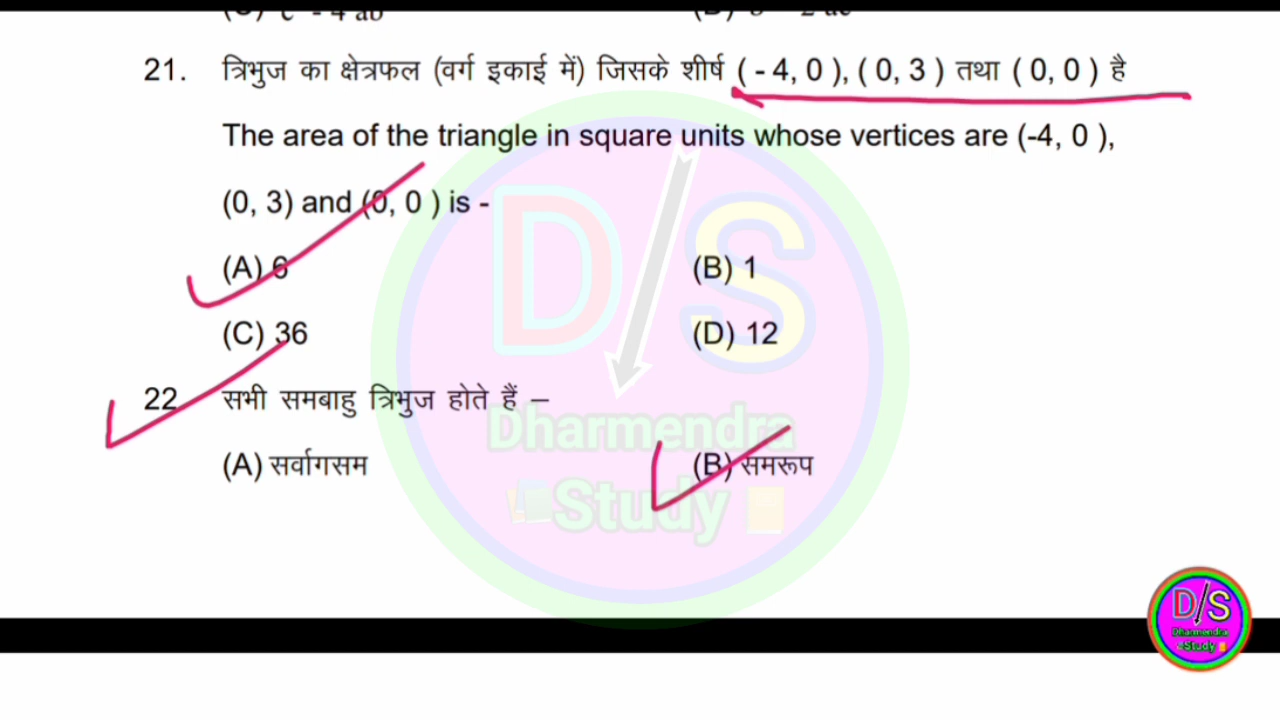 21. त्रिभुज का क्षेत्रफल (वर्ग इकाई में) जिसके शीर्ष ( - 4, 0 ), ( 0, 3 ) तथा ( 0, 0 ) है
The area of the triangle in square units whose vertices are (-4, 0 ),
(0, 3) and (0, 0 ) is -
(A) 6 (B) 1
(C) 36 (D) 12
22 सभी समबाहु त्रिभुज होते हैं –
(A) सर्वागसम (B) समरूप
D/S
Dharmendra
Study
D/S
Dharmendra
Study